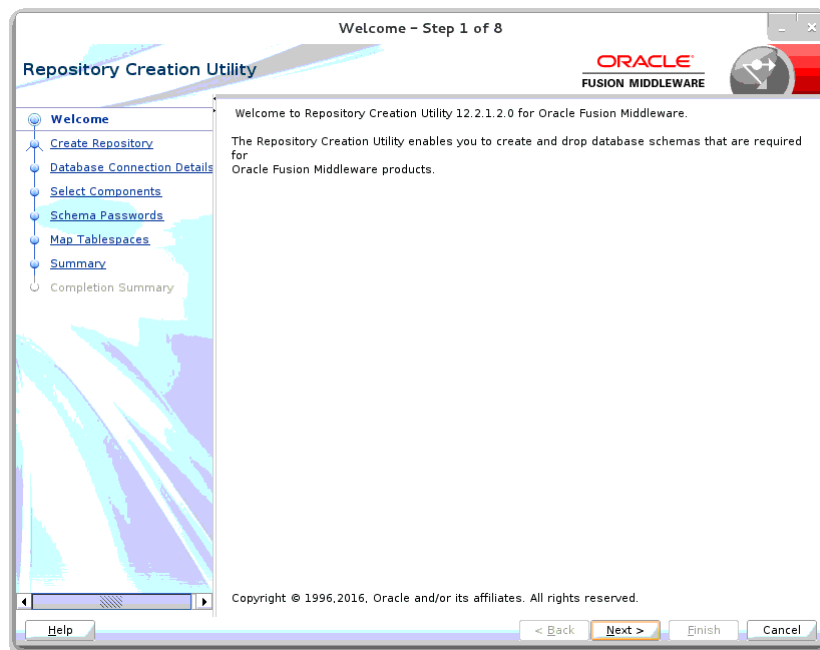 Welcome – Step 1 of 8
Repository Creation Utility
ORACLE
FUSION MIDDLEWARE
Welcome
Create Repository
Database Connection Details
Select Components
Schema Passwords
Map Tablespaces
Summary
Completion Summary
Welcome to Repository Creation Utility 12.2.1.2.0 for Oracle Fusion Middleware.
The Repository Creation Utility enables you to create and drop database schemas that are required
for
Oracle Fusion Middleware products.
Copyright © 1996,2016, Oracle and/or its affiliates. All rights reserved.
Help
< Back
Next >
Finish
Cancel